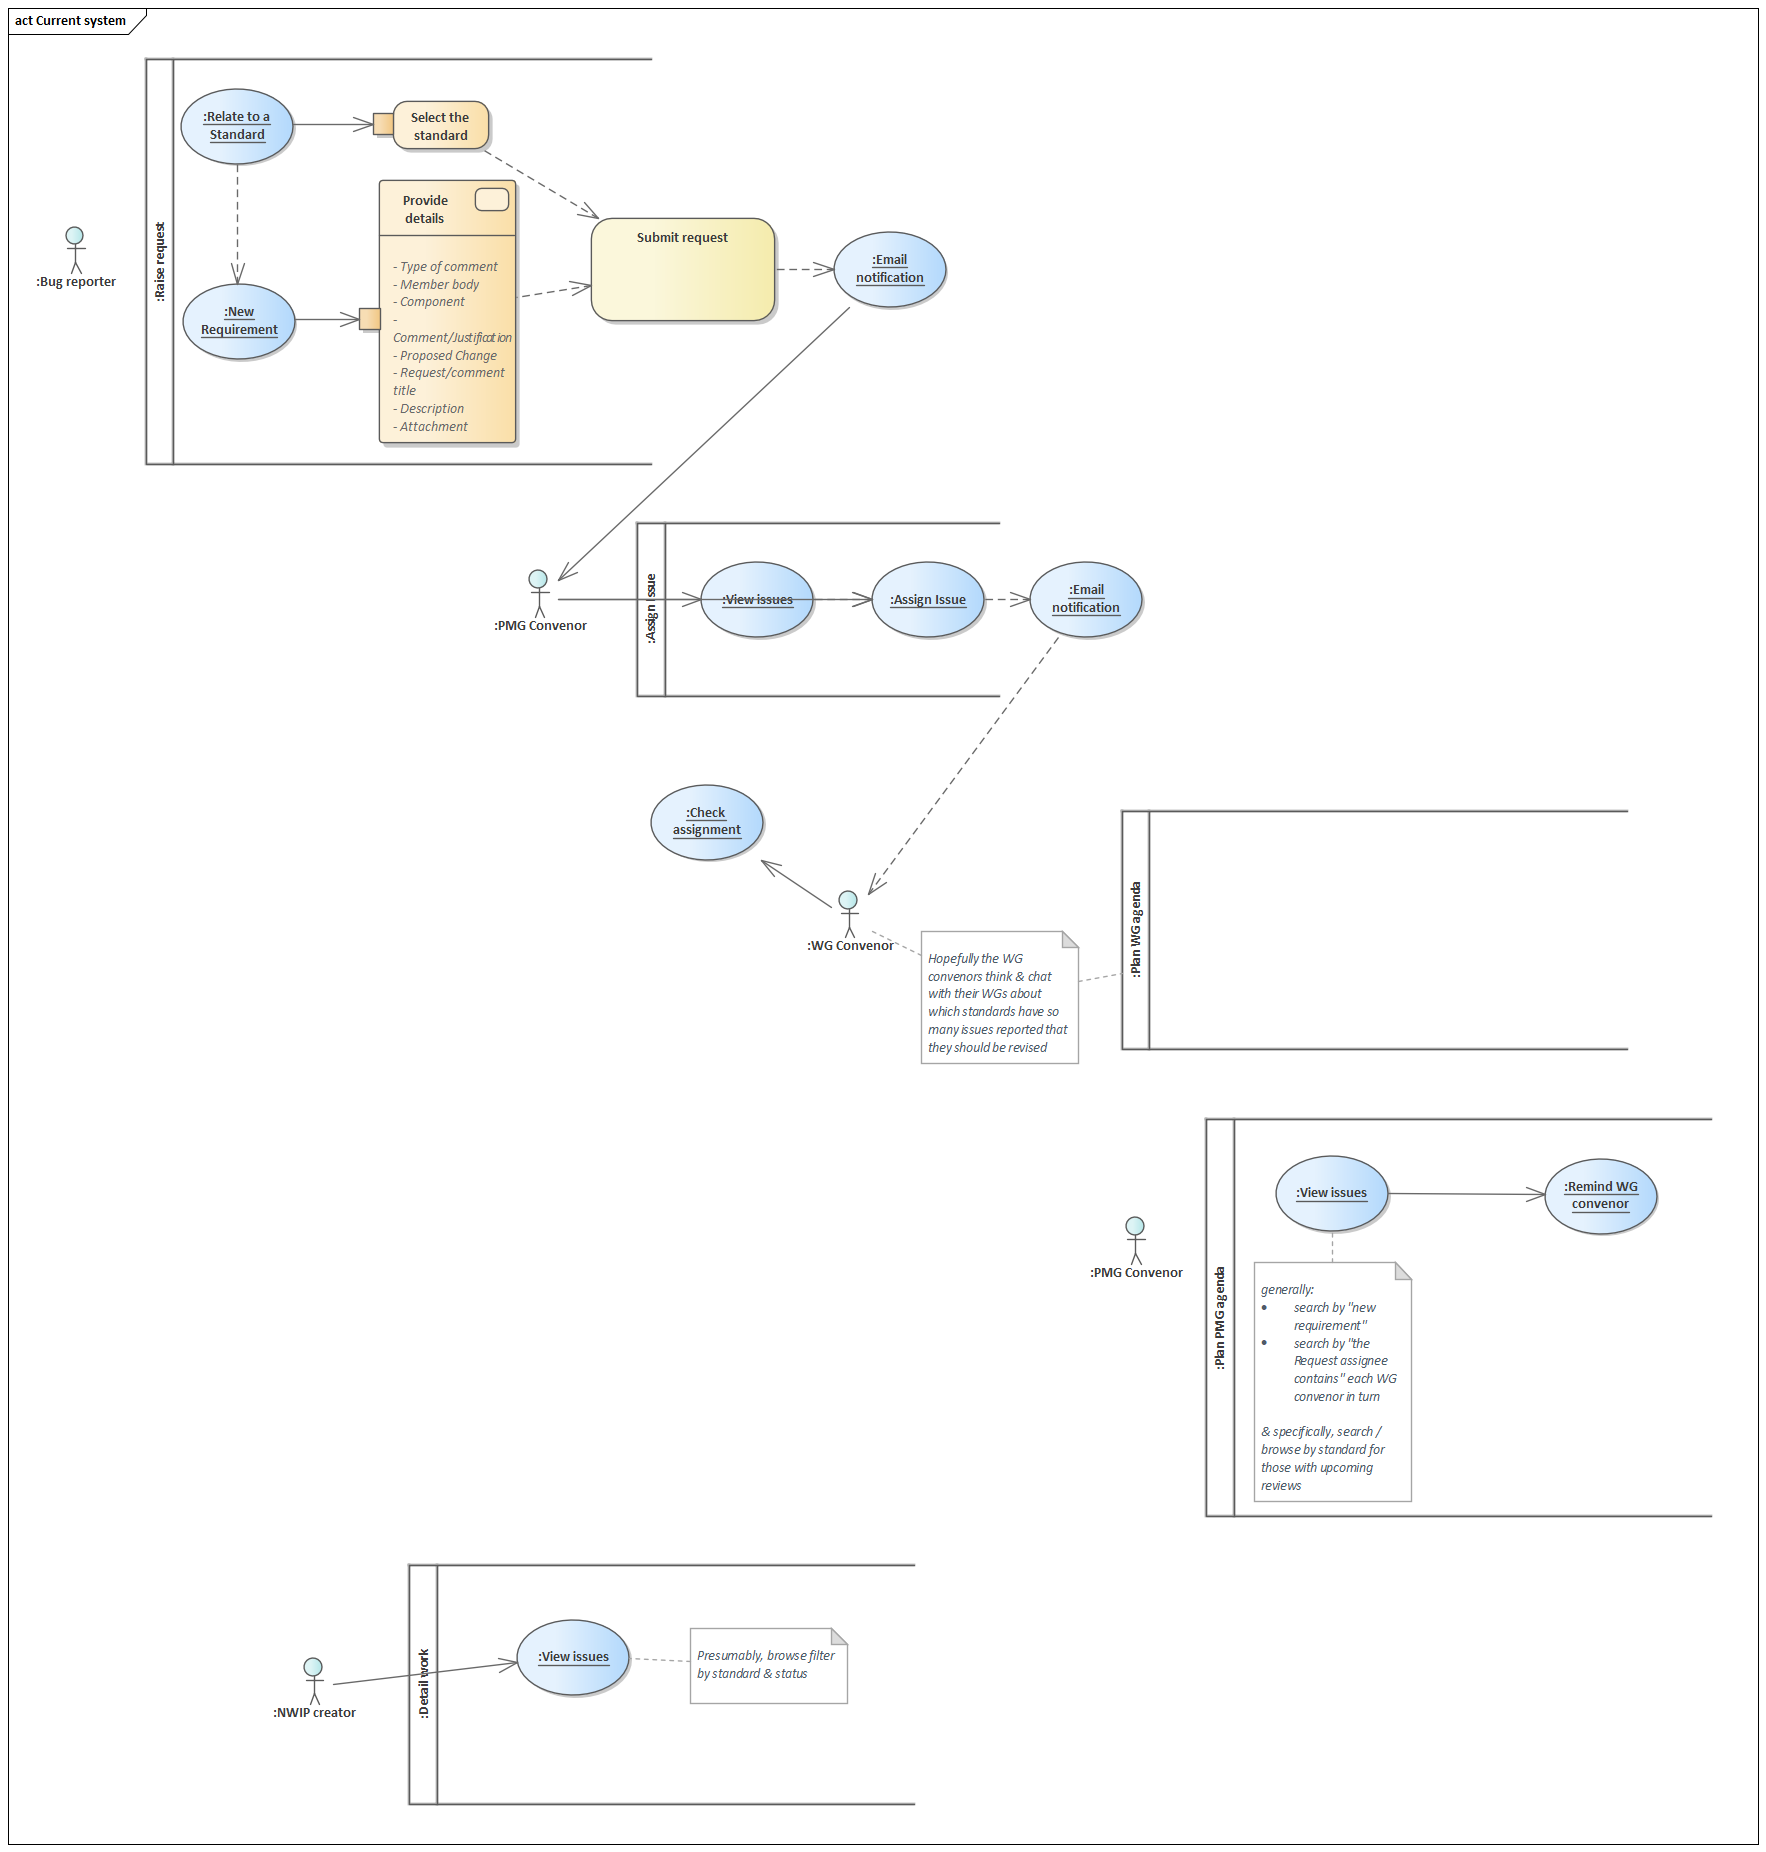 act Current system
:Raise request
:Relate to a
Standard
Select the
standard
Provide
details
- Type of comment
- Member body
- Component
-
Comment/Justification
- Proposed Change
- Request/comment
title
- Description
- Attachment
:New
Requirement
Submit request
:Email
notification
:Bug reporter
:PMG Convenor
:Assign Issue
:View issues
:Assign Issue
:Email
notification
:Check
assignment
:WG Convenor
Hopefully the WG
convenors think & chat
with their WGs about
which standards have so
many issues reported that
they should be revised
:Plan WG agenda
:PMG Convenor
:Plan PMG agenda
:View issues
:Remind WG
convenor
generally:
• search by "new
requirement"
• search by "the
Request assignee
contains" each WG
convenor in turn
& specifically, search /
browse by standard for
those with upcoming
reviews
:NWIP creator
:Detail work
:View issues
Presumably, browse filter
by standard & status